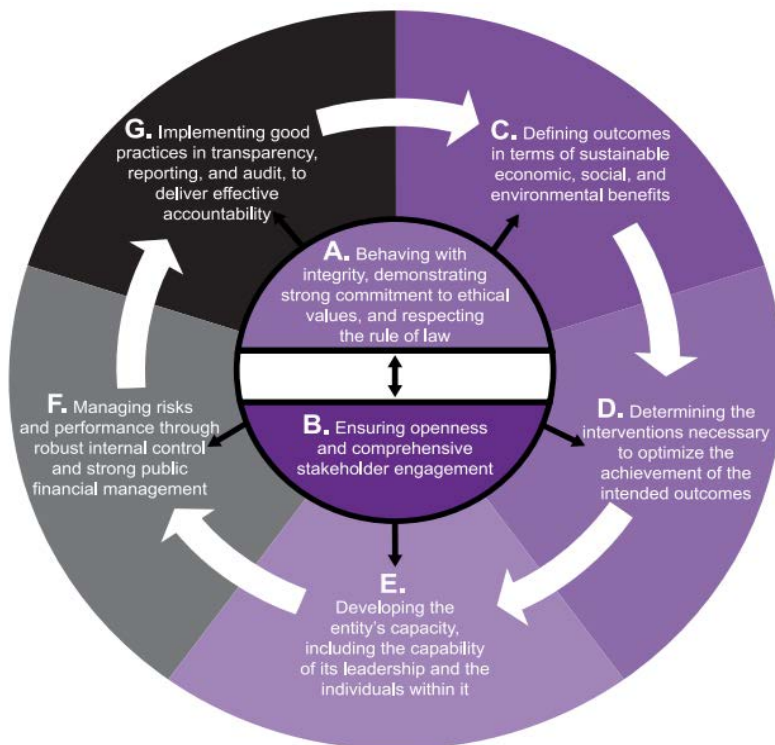 G. Implementing good
practices in transparency,
reporting, and audit, to
deliver effective
accountability
C. Defining outcomes
in terms of sustainable
economic, social, and
environmental benefits
A. Behaving with
integrity, demonstrating
strong commitment to ethical
values, and respecting
the rule of law
B. Ensuring openness
and comprehensive
stakeholder engagement
F. Managing risks
and performance through
robust internal control
and strong public
financial management
D. Determining the
interventions necessary
to optimize the
achievement of the
intended outcomes
E.
Developing the
entity's capacity,
including the capability
of its leadership and the
individuals within it